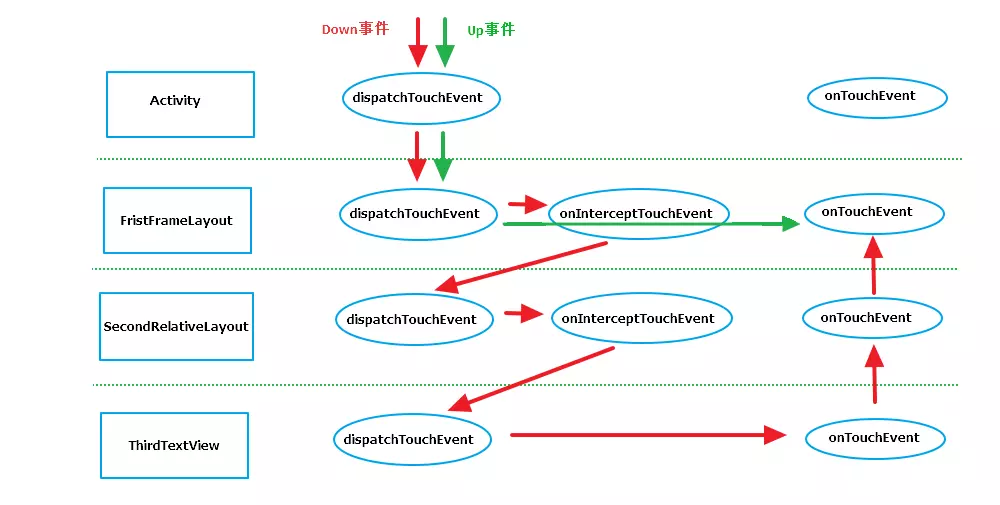 Down事件
Up事件
Activity
dispatchTouchEvent
onTouchEvent
FristFrameLayout
dispatchTouchEvent
onInterceptTouchEvent
onTouchEvent
SecondRelativeLayout
dispatchTouchEvent
onInterceptTouchEvent
onTouchEvent
ThirdTextView
dispatchTouchEvent
onTouchEvent